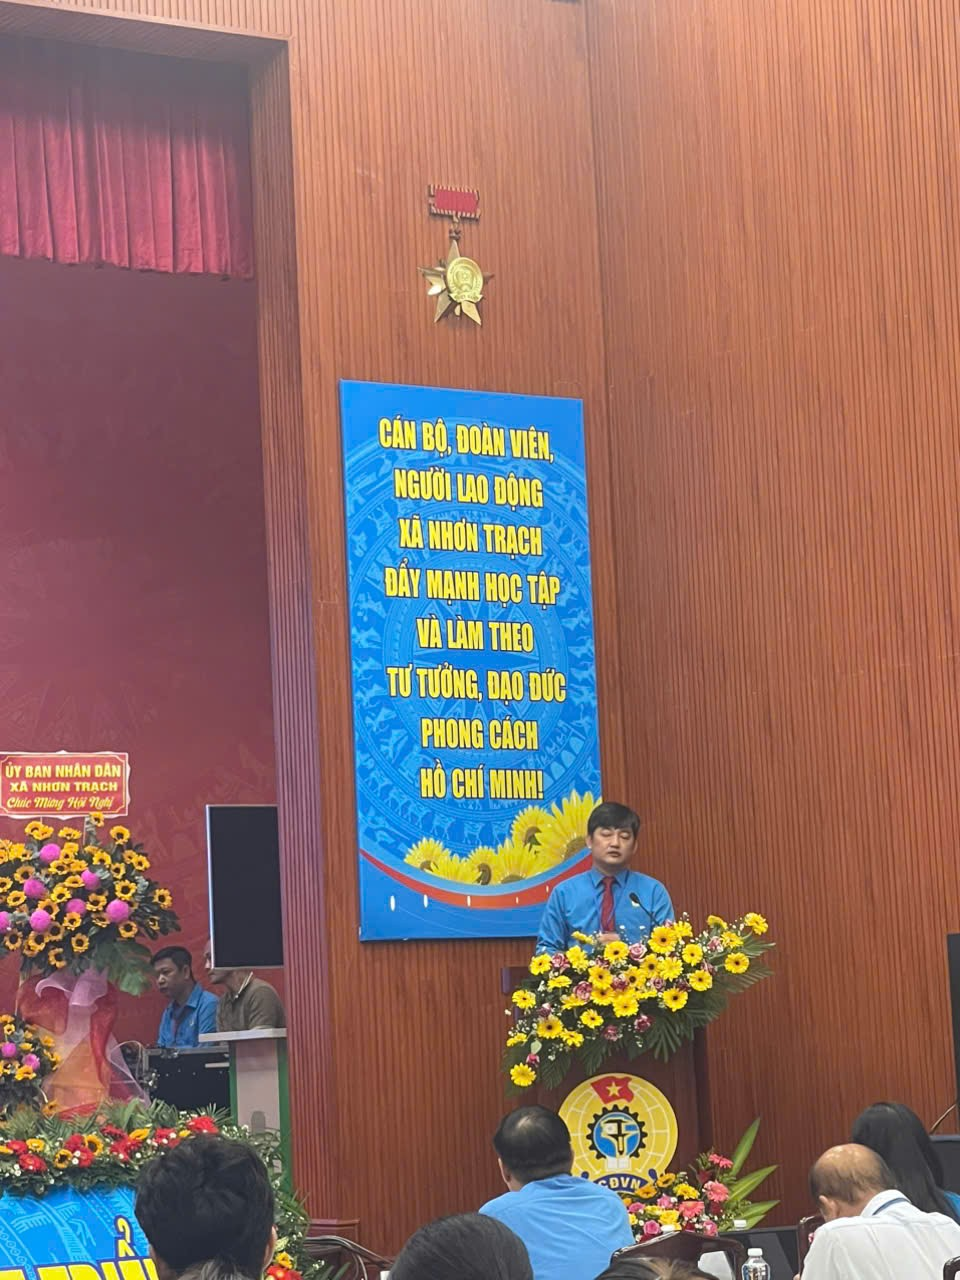 CÁN BỘ, ĐOÀN VIÊN,
NGƯỜI LAO ĐỘNG
XÃ NHƠN TRẠCH
ĐẨY MẠNH HỌC TẬP
VÀ LÀM THEO
TƯ TƯỞNG, ĐẠO ĐỨC
PHONG CÁCH
HỒ CHÍ MINH!
ỦY BAN NHÂN DÂN
XÃ NHƠN TRẠCH
Chúc Mừng Hội Nghị
CĐVN